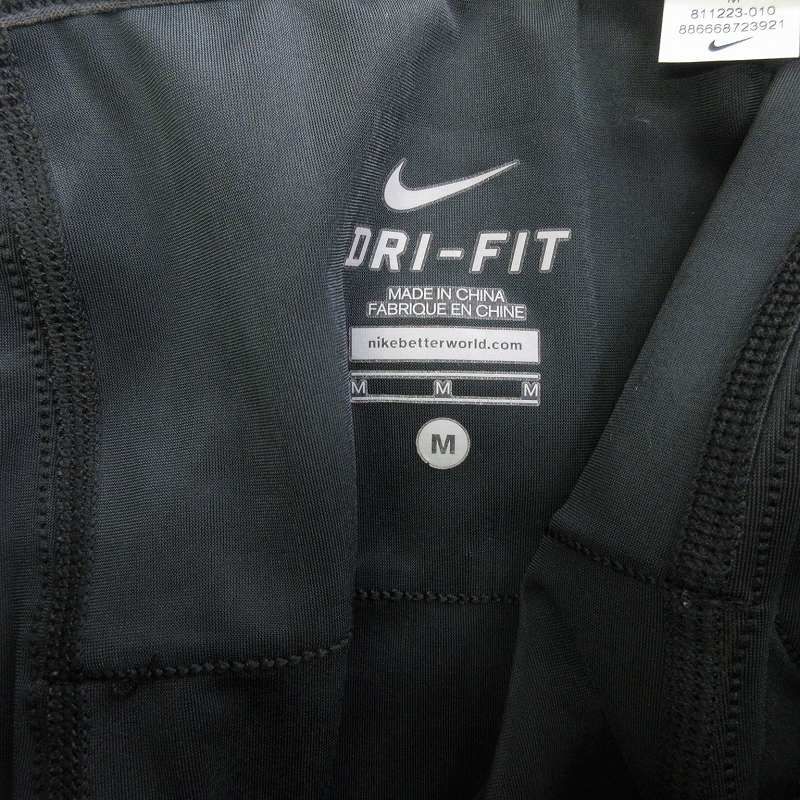 M
811223-010
886668723921
DRI-FIT
MADE IN CHINA
FABRIQUE EN CHINE
nikebetterworld.com
M M M
M